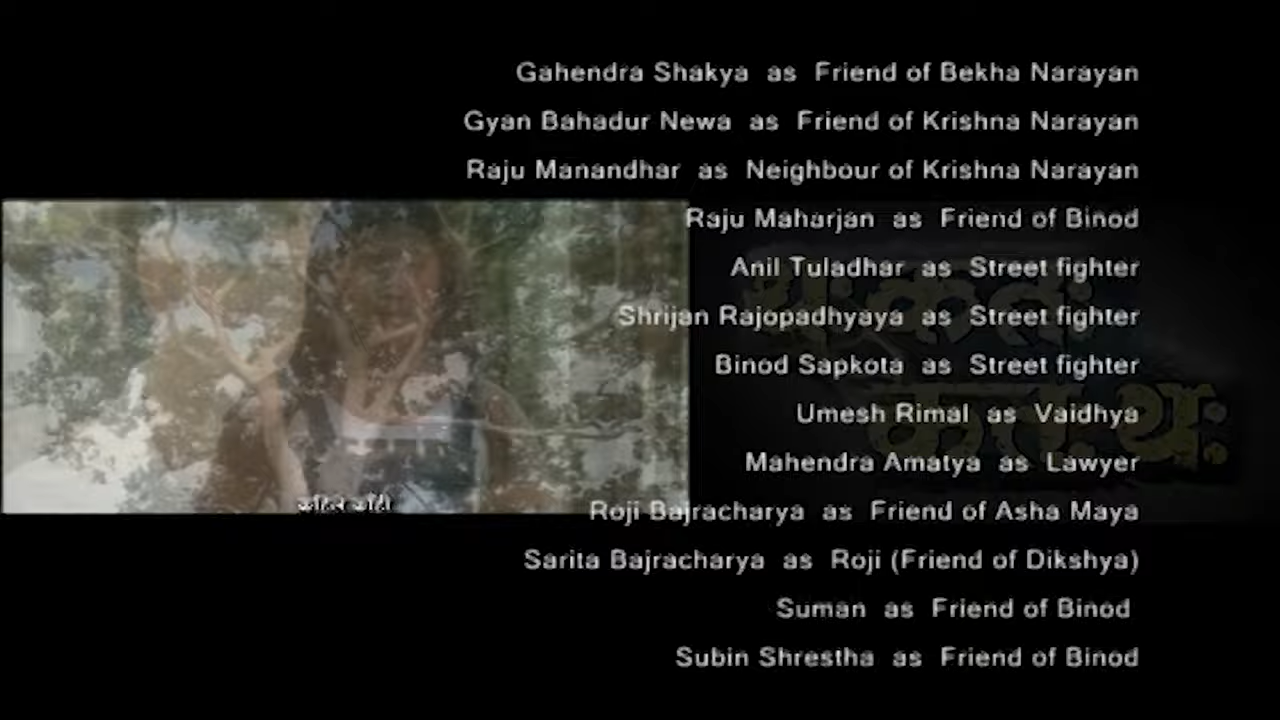 Gahendra Shakya as Friend of Bekha Narayan
Gyan Bahadur Newa as Friend of Krishna Narayan
Raju Manandhar as Neighbour of Krishna Narayan
Raju Maharjan as Friend of Binod
Anil Tuladhar as Street fighter
Shrijan Rajopadhyaya as Street fighter
Binod Sapkota as Street fighter
Umesh Rimal as Vaidhya
Mahendra Amatya as Lawyer
Roji Bajracharya as Friend of Asha Maya
Sarita Bajracharya as Roji (Friend of Dikshya)
Suman as Friend of Binod
Subin Shrestha as Friend of Binod